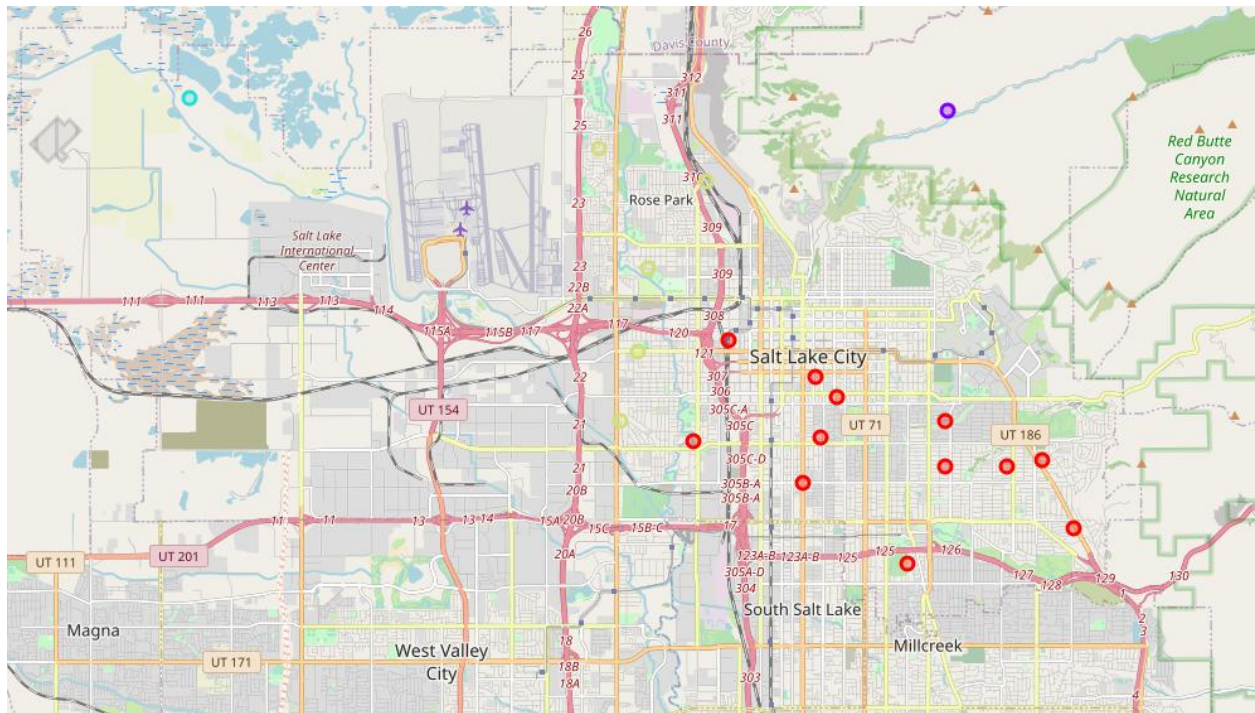 26
Davis County
25
312
311
25
311
310
Red Butte
Canyon
Research
Natural
Area
Rose Park
23
309
Salt Lake
International
Center
23
309
22B
111
111
113
113
114
22A
308
115A
115B
117
117
120
121
Salt Lake City
22
307
306
UT 154
305C-A
305C
UT 71
21
UT 186
305C-D
21
305B-A
20B
305B-A
11
11
13
13
14
15A
20B
15C
15B-C
17
UT 201
20A
123A-B
123A-B
125
125
126
UT 111
305A-D
127
128
129
130
304
1
South Salt Lake
2
Magna
3
18
West Valley
City
Millcreek
UT 171
18B
18A
303
4